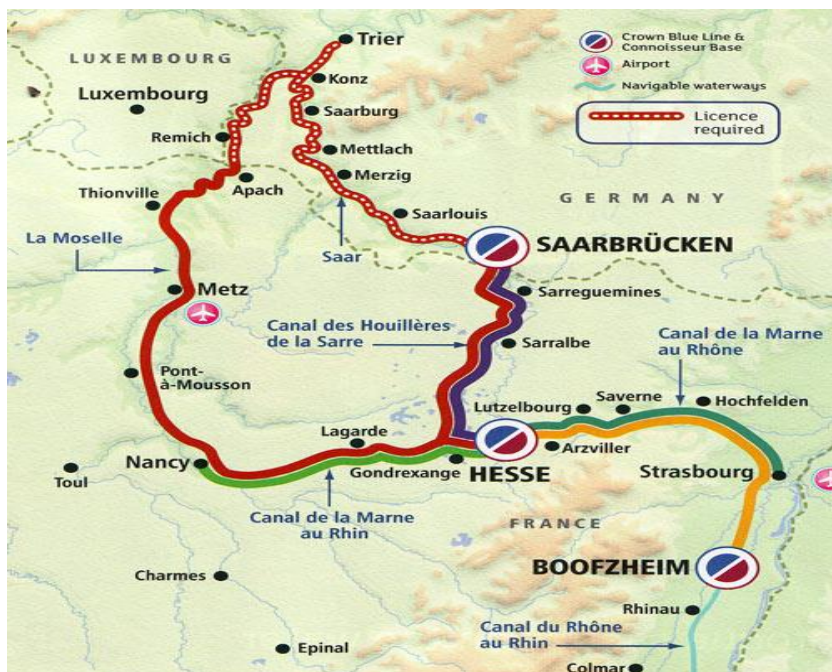 Trier
Crown Blue Line &
Connoisseur Base
LUXEMBOURG
Airport
Konz
Navigable waterways
Luxembourg
Saarburg
Licence
required
Remich
Mettlach
Merzig
Apach
Thionville
GERMANY
Saarlouis
La Moselle
SAARBRÜCKEN
Saar
Metz
Sarregumines
Canal des Houillères
de la Sarre
Canal de la Marne
au Rhône
Sarralbe
Pont-
à-Mousson
Saverne
Hochfelden
Lutzelbourg
Lagarde
Arzviller
Nancy
Gondrexange
HESSE
Strasbourg
Toul
Canal de la Marne
au Rhin
FRANCE
BOOFZHEIM
Charmes
Rhinau
Canal du Rhône
au Rhin
Epinal
Colmar